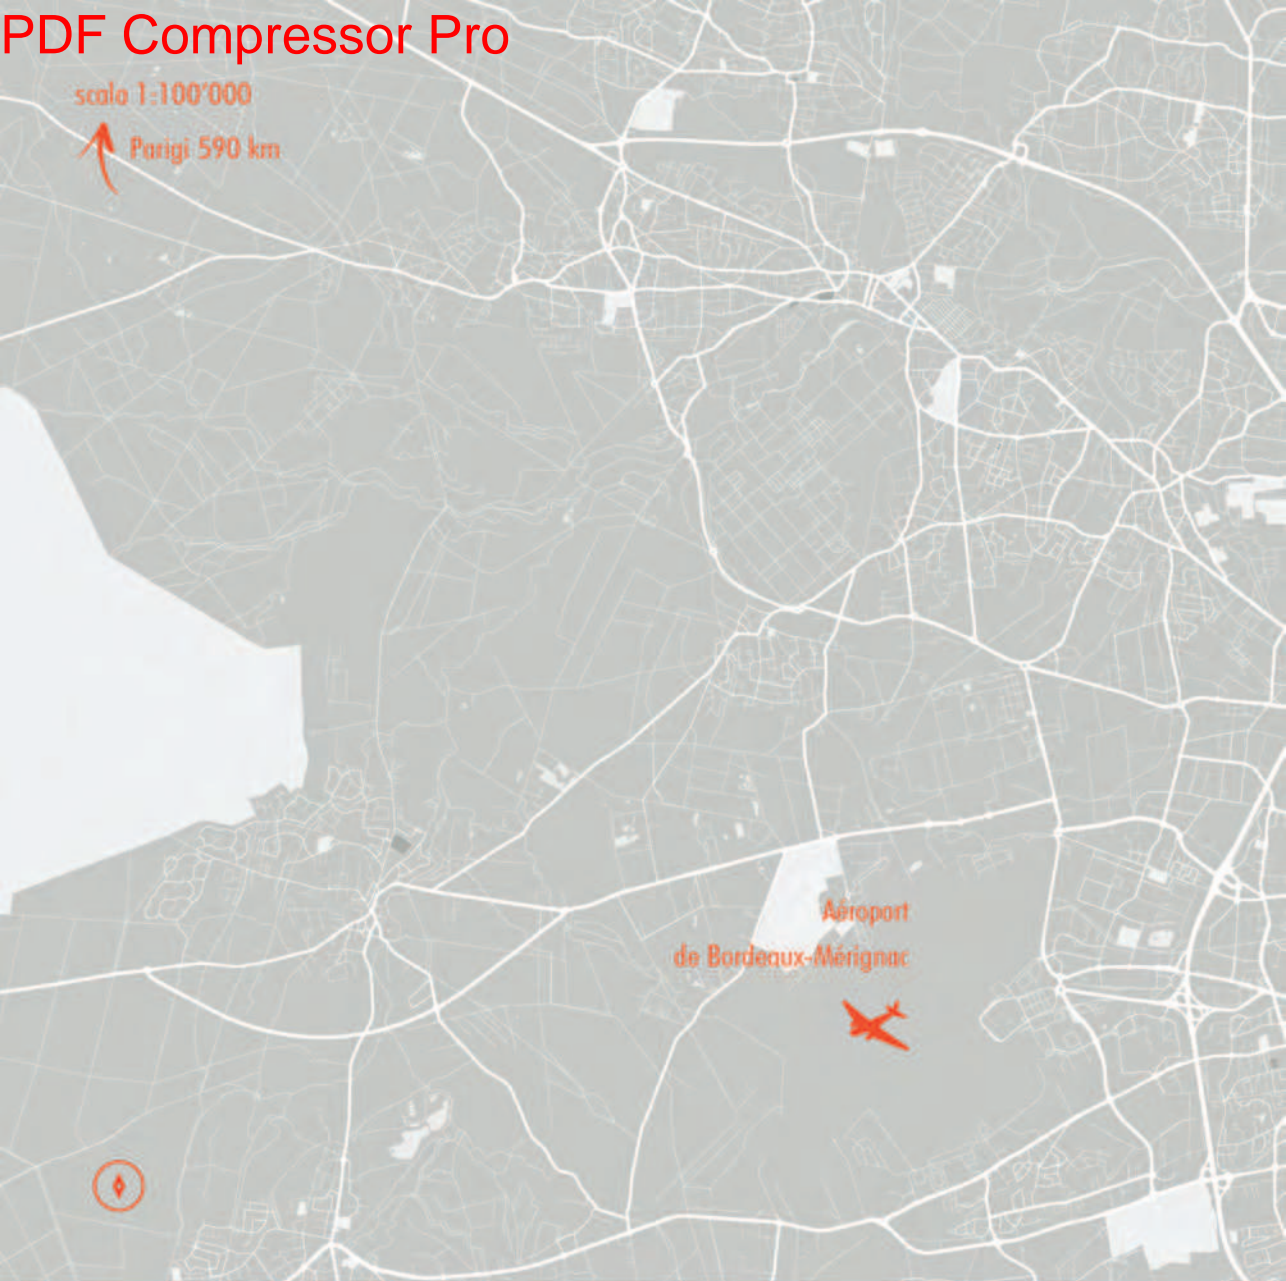 PDF Compressor Pro
scala 1:100'000
Parigi 590 km
Aéroport
de Bordeaux-Mérignac